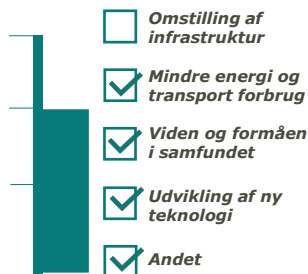 Omstilling af
infrastruktur
Mindre energi og
transport forbrug
Viden og formåen
i samfundet
Udvikling af ny
teknologi
Andet